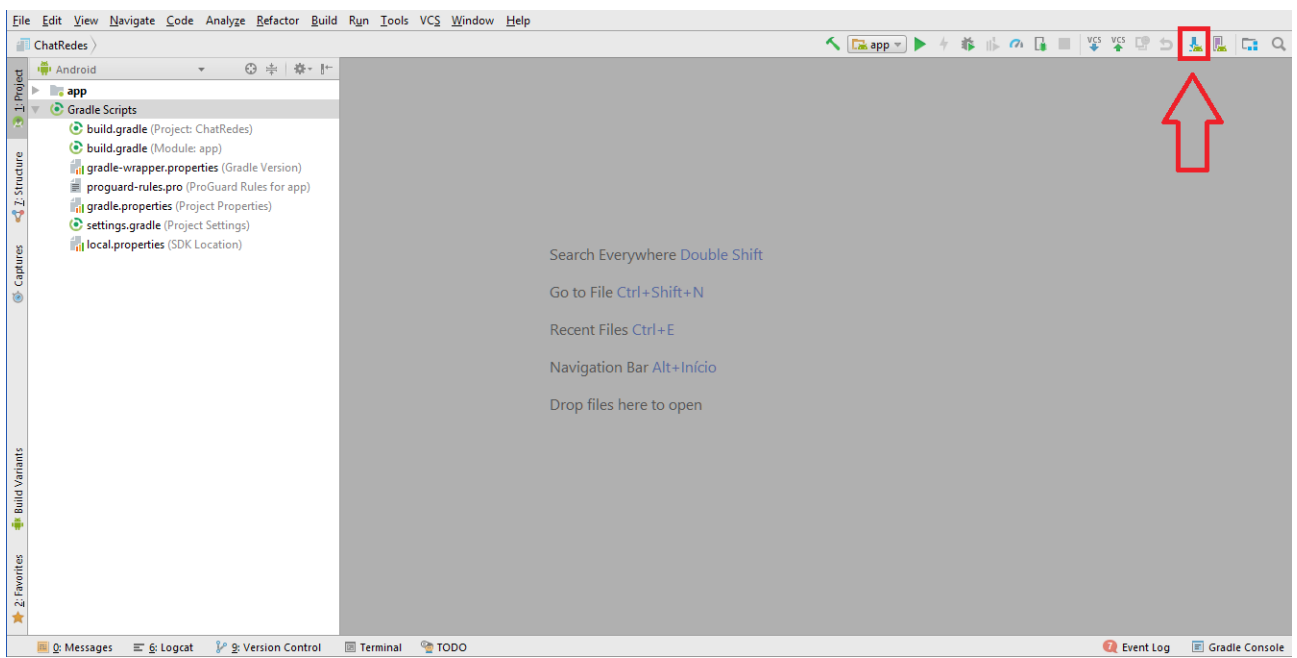 File Edit View Navigate Code Analyze Refactor Build Run Tools VCS Window Help
ChatRedes
app
VCS VCS
Android
1: Project
app
Gradle Scripts
build.gradle (Project: ChatRedes)
build.gradle (Module: app)
gradle-wrapper.properties (Gradle Version)
proguard-rules.pro (ProGuard Rules for app)
gradle.properties (Project Properties)
settings.gradle (Project Settings)
local.properties (SDK Location)
7: Structure
Captures
Build Variants
2: Favorites
Search Everywhere Double Shift
Go to File Ctrl+Shift+N
Recent Files Ctrl+E
Navigation Bar Alt+Início
Drop files here to open
0: Messages 6: Logcat 9: Version Control Terminal TODO 7 Event Log Gradle Console